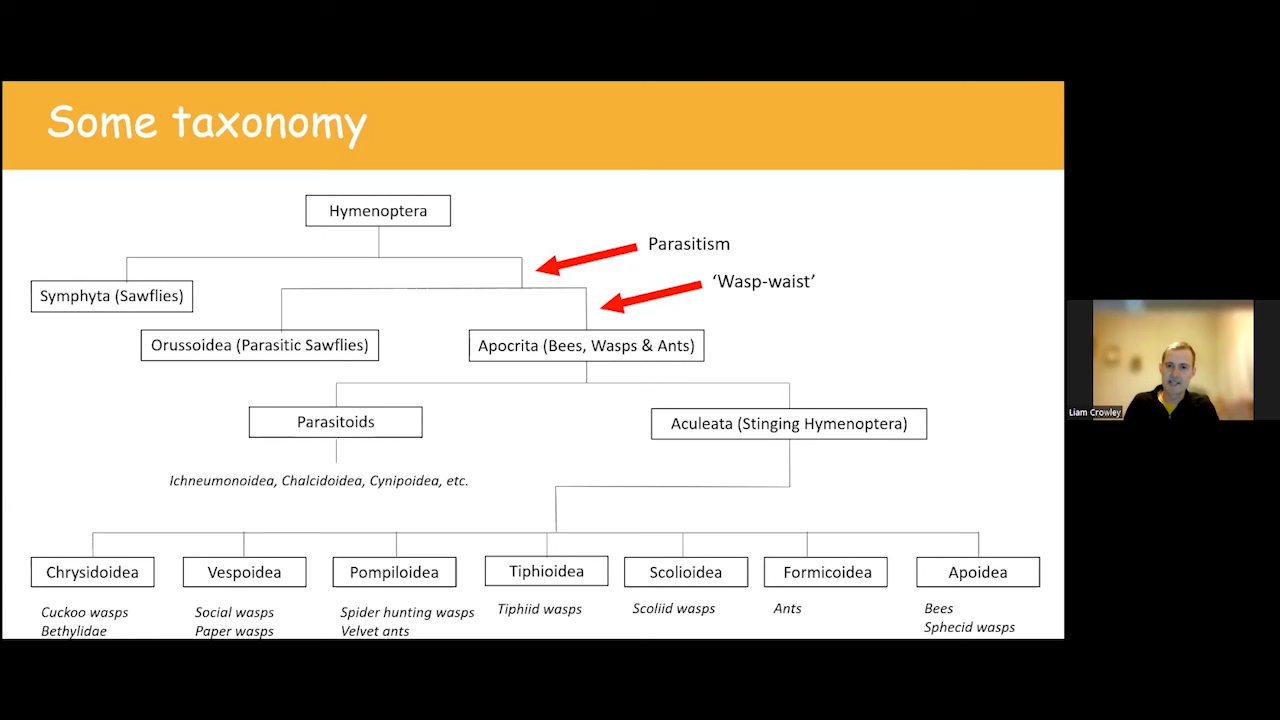 Some taxonomy
Hymenoptera
Parasitism
'Wasp-waist'
Symphyta (Sawflies)
Orussoidea (Parasitic Sawflies)
Apocrita (Bees, Wasps & Ants)
Parasitoids
Aculeata (Stinging Hymenoptera)
Ichneumonoidea, Chalcidoidea, Cynipoidea, etc.
Chrysidoidea
Cuckoo wasps
Bethylidae
Vespoidea
Social wasps
Paper wasps
Pompiloidea
Spider hunting wasps
Velvet ants
Tiphioidea
Tiphiid wasps
Scolioidea
Scoliid wasps
Formicoidea
Ants
Apoidea
Bees
Sphecid wasps
Liam Crowley